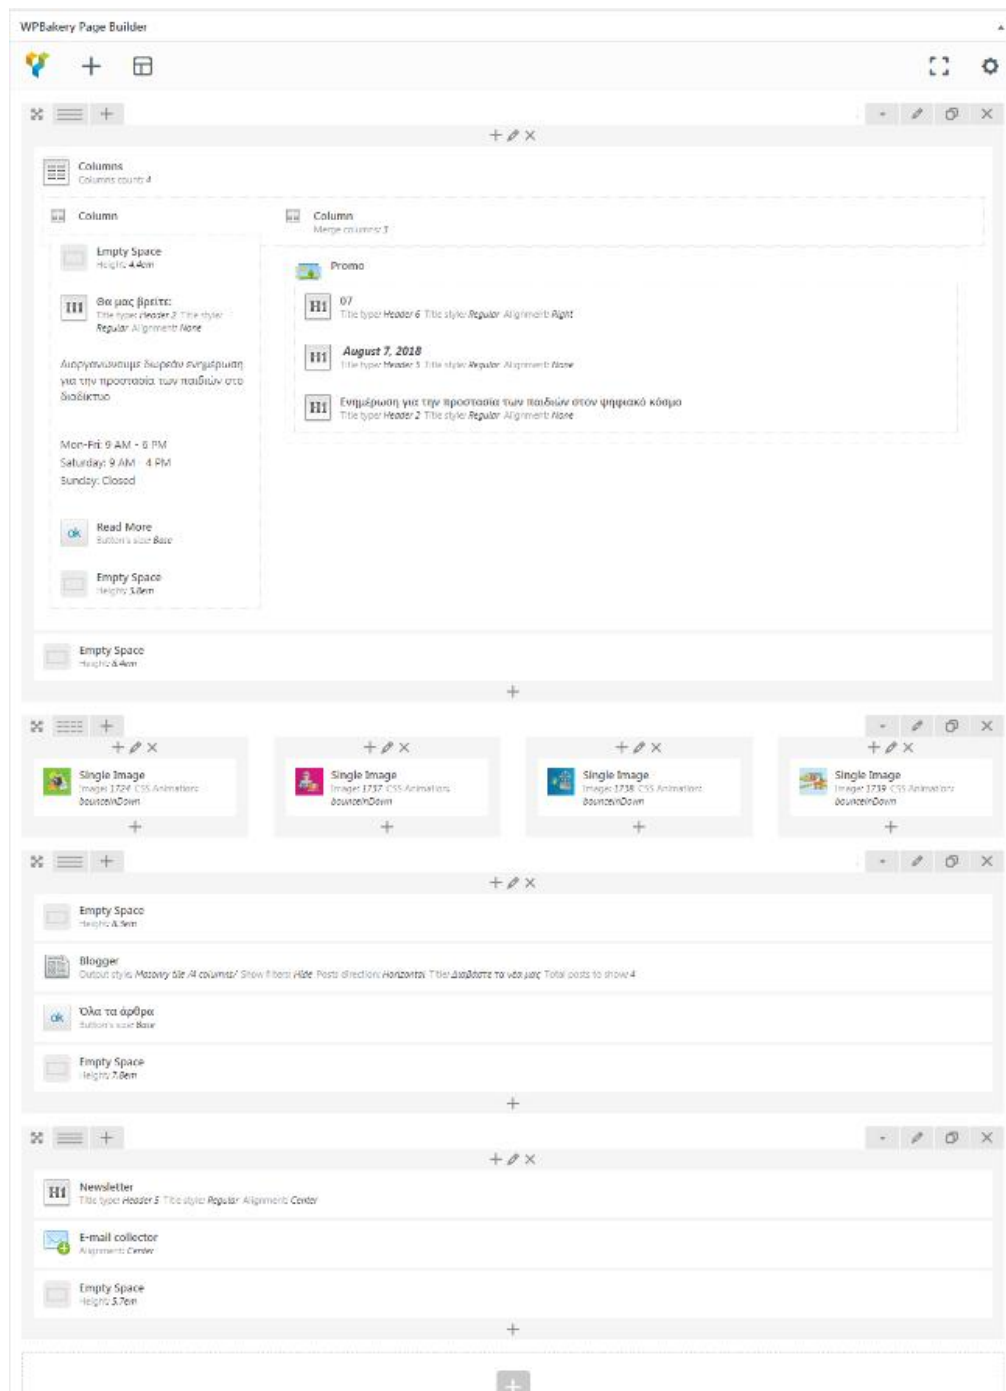 WPBakery Page Builder
Columns
Columns count: 4
Column
Column
Merge columns: 3
Empty Space
Height: 4.4em
Promo
H1
Θα μας βρείτε:
Title type: Header 2 Title style:
Regular Alignment: None
H1
07
Title type: Header 6 Title style: Regular Alignment: Right
H1
August 7, 2018
Title type: Header 5 Title style: Regular Alignment: None
Διοργανώνουμε δωρεάν ενημέρωση
για την προστασία των παιδιών στο
διαδίκτυο
H1
Ενημέρωση για την προστασία των παιδιών στον ψηφιακό κόσμο
Title type: Header 2 Title style: Regular Alignment: None
Mon-Fri: 9 AM - 6 PM
Saturday: 9 AM - 4 PM
Sunday: Closed
ok
Read More
Button's size: Base
Empty Space
Height: 3.8em
Empty Space
Height: 8.4em
Single Image
Image: 1724 CSS Animation:
bounceInDown
Single Image
Image: 1737 CSS Animation:
bounceInDown
Single Image
Image: 1738 CSS Animation:
bounceInDown
Single Image
Image: 1739 CSS Animation:
bounceInDown
Empty Space
Height: 8.3em
Blogger
Output style: Masonry tile /4 columns/ Show filters: Hide Posts direction: Horizontal Title: Διαβάστε τα νέα μας Total posts to show: 4
ok
Όλα τα άρθρα
Button's size: Base
Empty Space
Height: 7.8em
H1
Newsletter
Title type: Header 5 Title style: Regular Alignment: Center
E-mail collector
Alignment: Center
Empty Space
Height: 5.7em